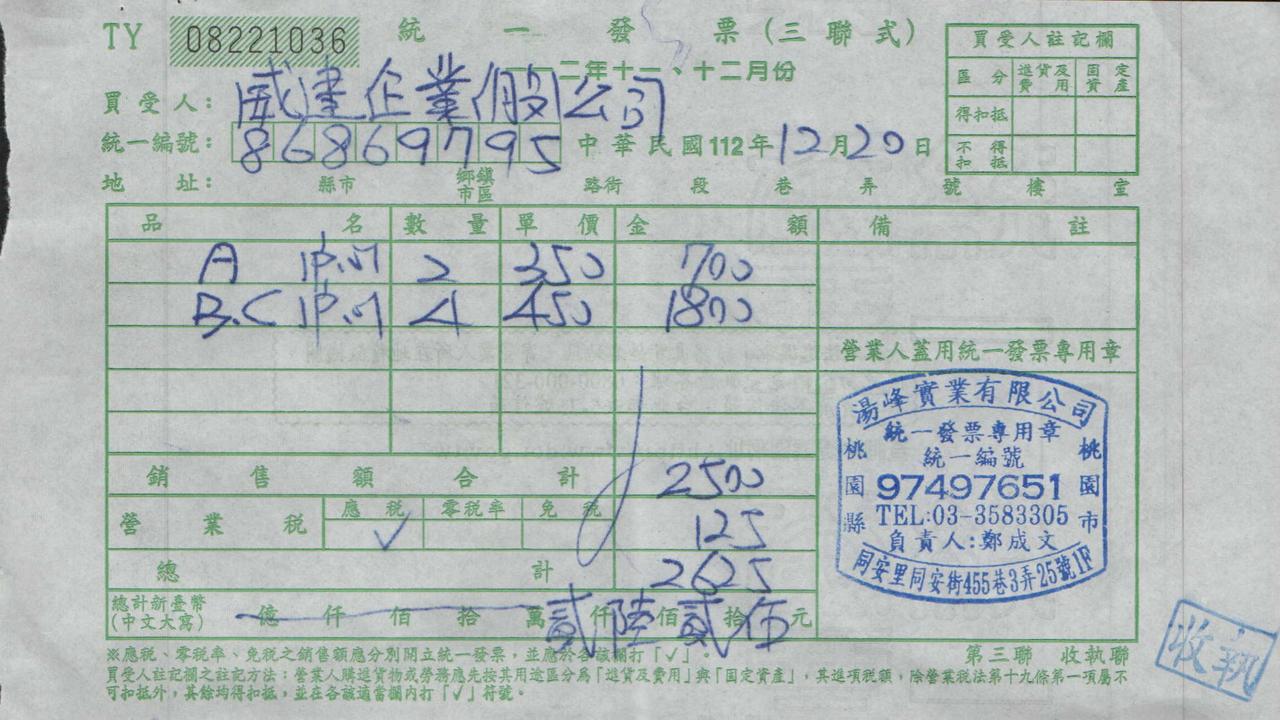 TY 08221036 統一發票(三聯式)
一一二年十一、十二月份
買受人註記欄
區分 進貨及費用 固定資產
得扣抵
不得扣抵
買受人: 威建企業(股)公司
統一編號: 86869795 中華民國112年12月20日
地址: 縣市 鄉鎮市區 路街 段 巷 弄 號 樓 室
品名 數量 單價 金額 備註
A 2 350 700
B.C 4 450 1800
營業人蓋用統一發票專用章
湯峰實業有限公司
統一發票專用章
統一編號
97497651
TEL:03-3583305
負責人:鄭成文
桃園縣 桃園市
同安里同安街455巷3弄25號1F
銷售額合計 2500
營業稅 應稅 ✓ 零稅率 免稅 125
總計 2625
總計新臺幣(中文大寫) 億 仟 佰 拾 萬 貳仟 陸佰 貳拾 伍元
※應稅、零稅率、免稅之銷售額應分別開立統一發票,並應於各該欄打「✓」。
第三聯 收執聯
買受人註記欄之註記方法:營業人購進貨物或勞務應先按其用途區分為「進貨及費用」與「固定資產」,其進項稅額,除營業稅法第十九條第一項屬不
可扣抵外,其餘均得扣抵,並在各該適當欄內打「✓」符號。
收執